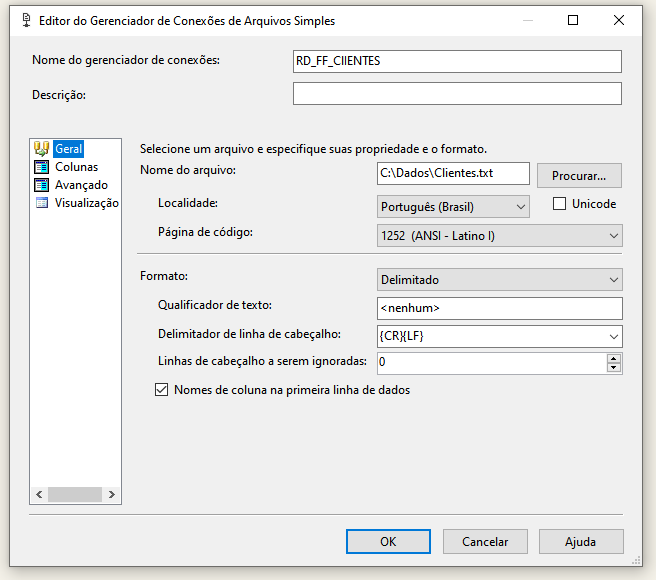 Editor do Gerenciador de Conexões de Arquivos Simples
Nome do gerenciador de conexões: RD_FF_ClIENTES
Descrição:
Geral
Colunas
Avançado
Visualização
Selecione um arquivo e especifique suas propriedade e o formato.
Nome do arquivo: C:\Dados\Clientes.txt Procurar...
Localidade: Português (Brasil) Unicode
Página de código: 1252 (ANSI - Latino I)
Formato: Delimitado
Qualificador de texto: <nenhum>
Delimitador de linha de cabeçalho: {CR}{LF}
Linhas de cabeçalho a serem ignoradas: 0
Nomes de coluna na primeira linha de dados
OK Cancelar Ajuda